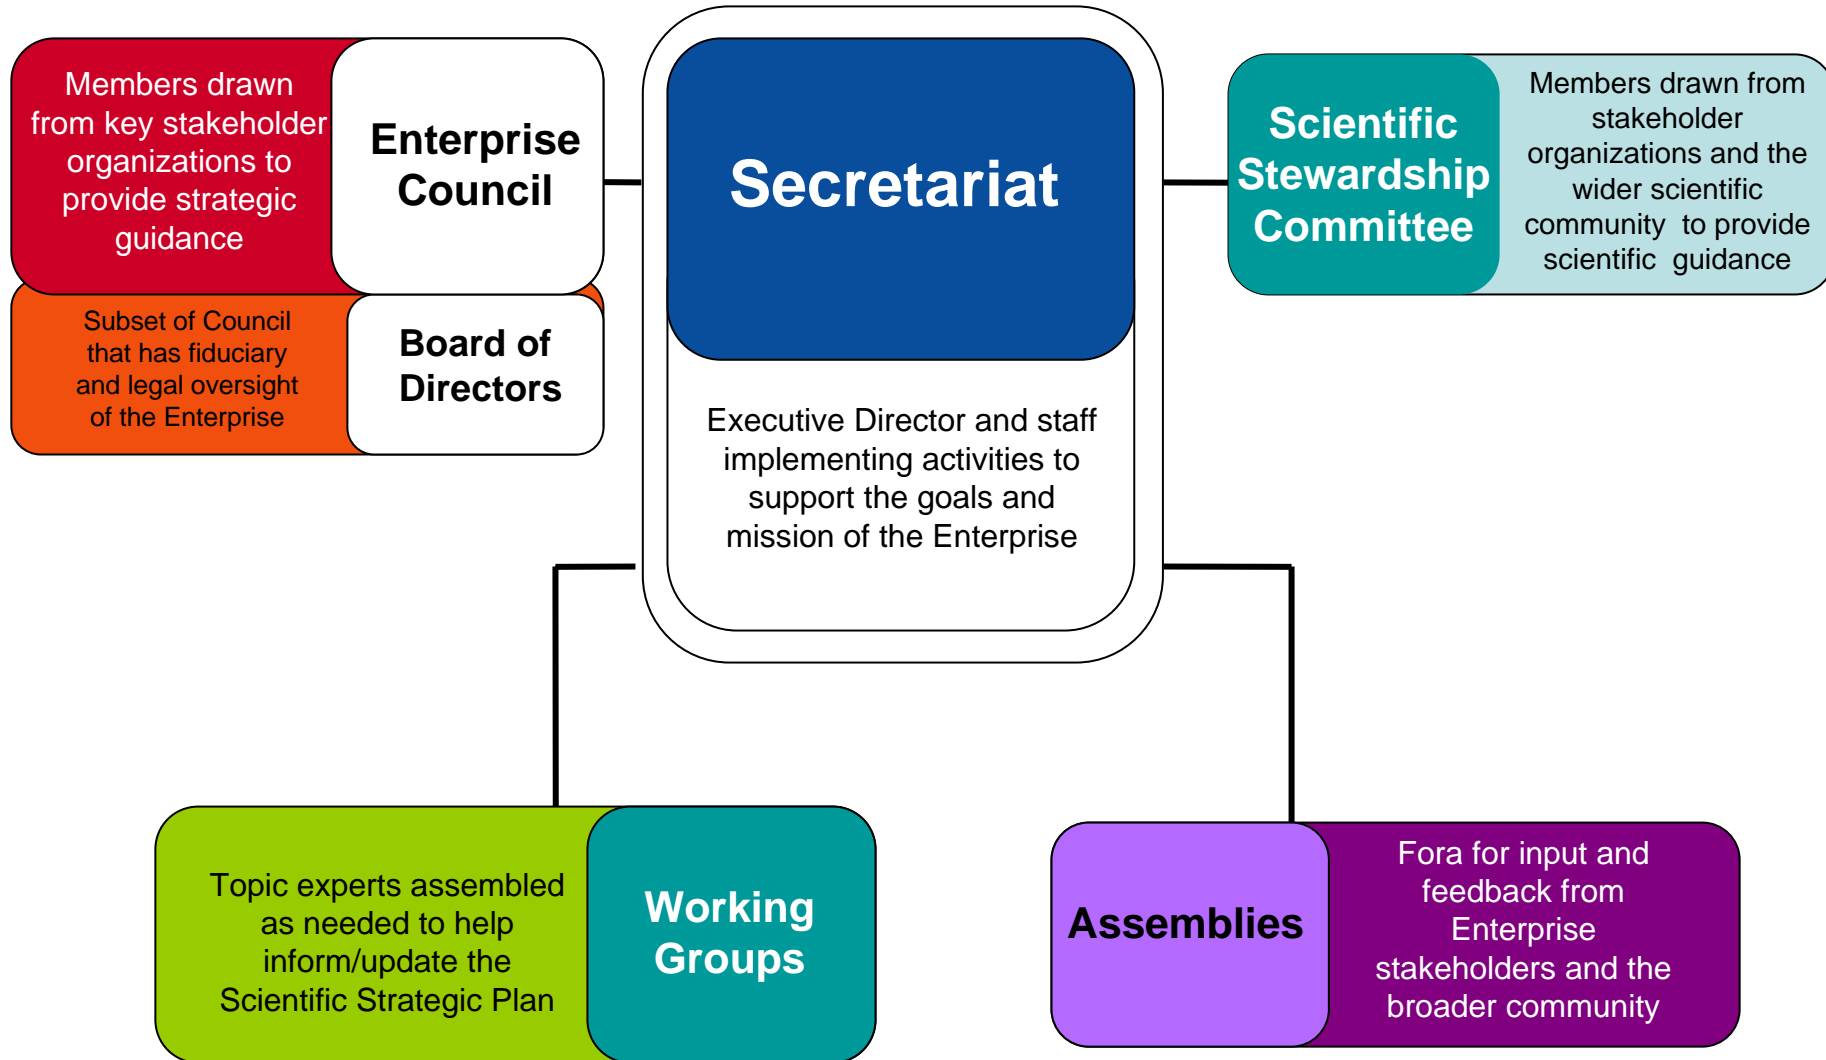 Members drawn
from key stakeholder
organizations to
provide strategic
guidance
Enterprise
Council
Subset of Council
that has fiduciary
and legal oversight
of the Enterprise
Board of
Directors
Secretariat
Executive Director and staff
implementing activities to
support the goals and
mission of the Enterprise
Scientific
Stewardship
Committee
Members drawn from
stakeholder
organizations and the
wider scientific
community to provide
scientific guidance
Topic experts assembled
as needed to help
inform/update the
Scientific Strategic Plan
Working
Groups
Assemblies
Fora for input and
feedback from
Enterprise
stakeholders and the
broader community